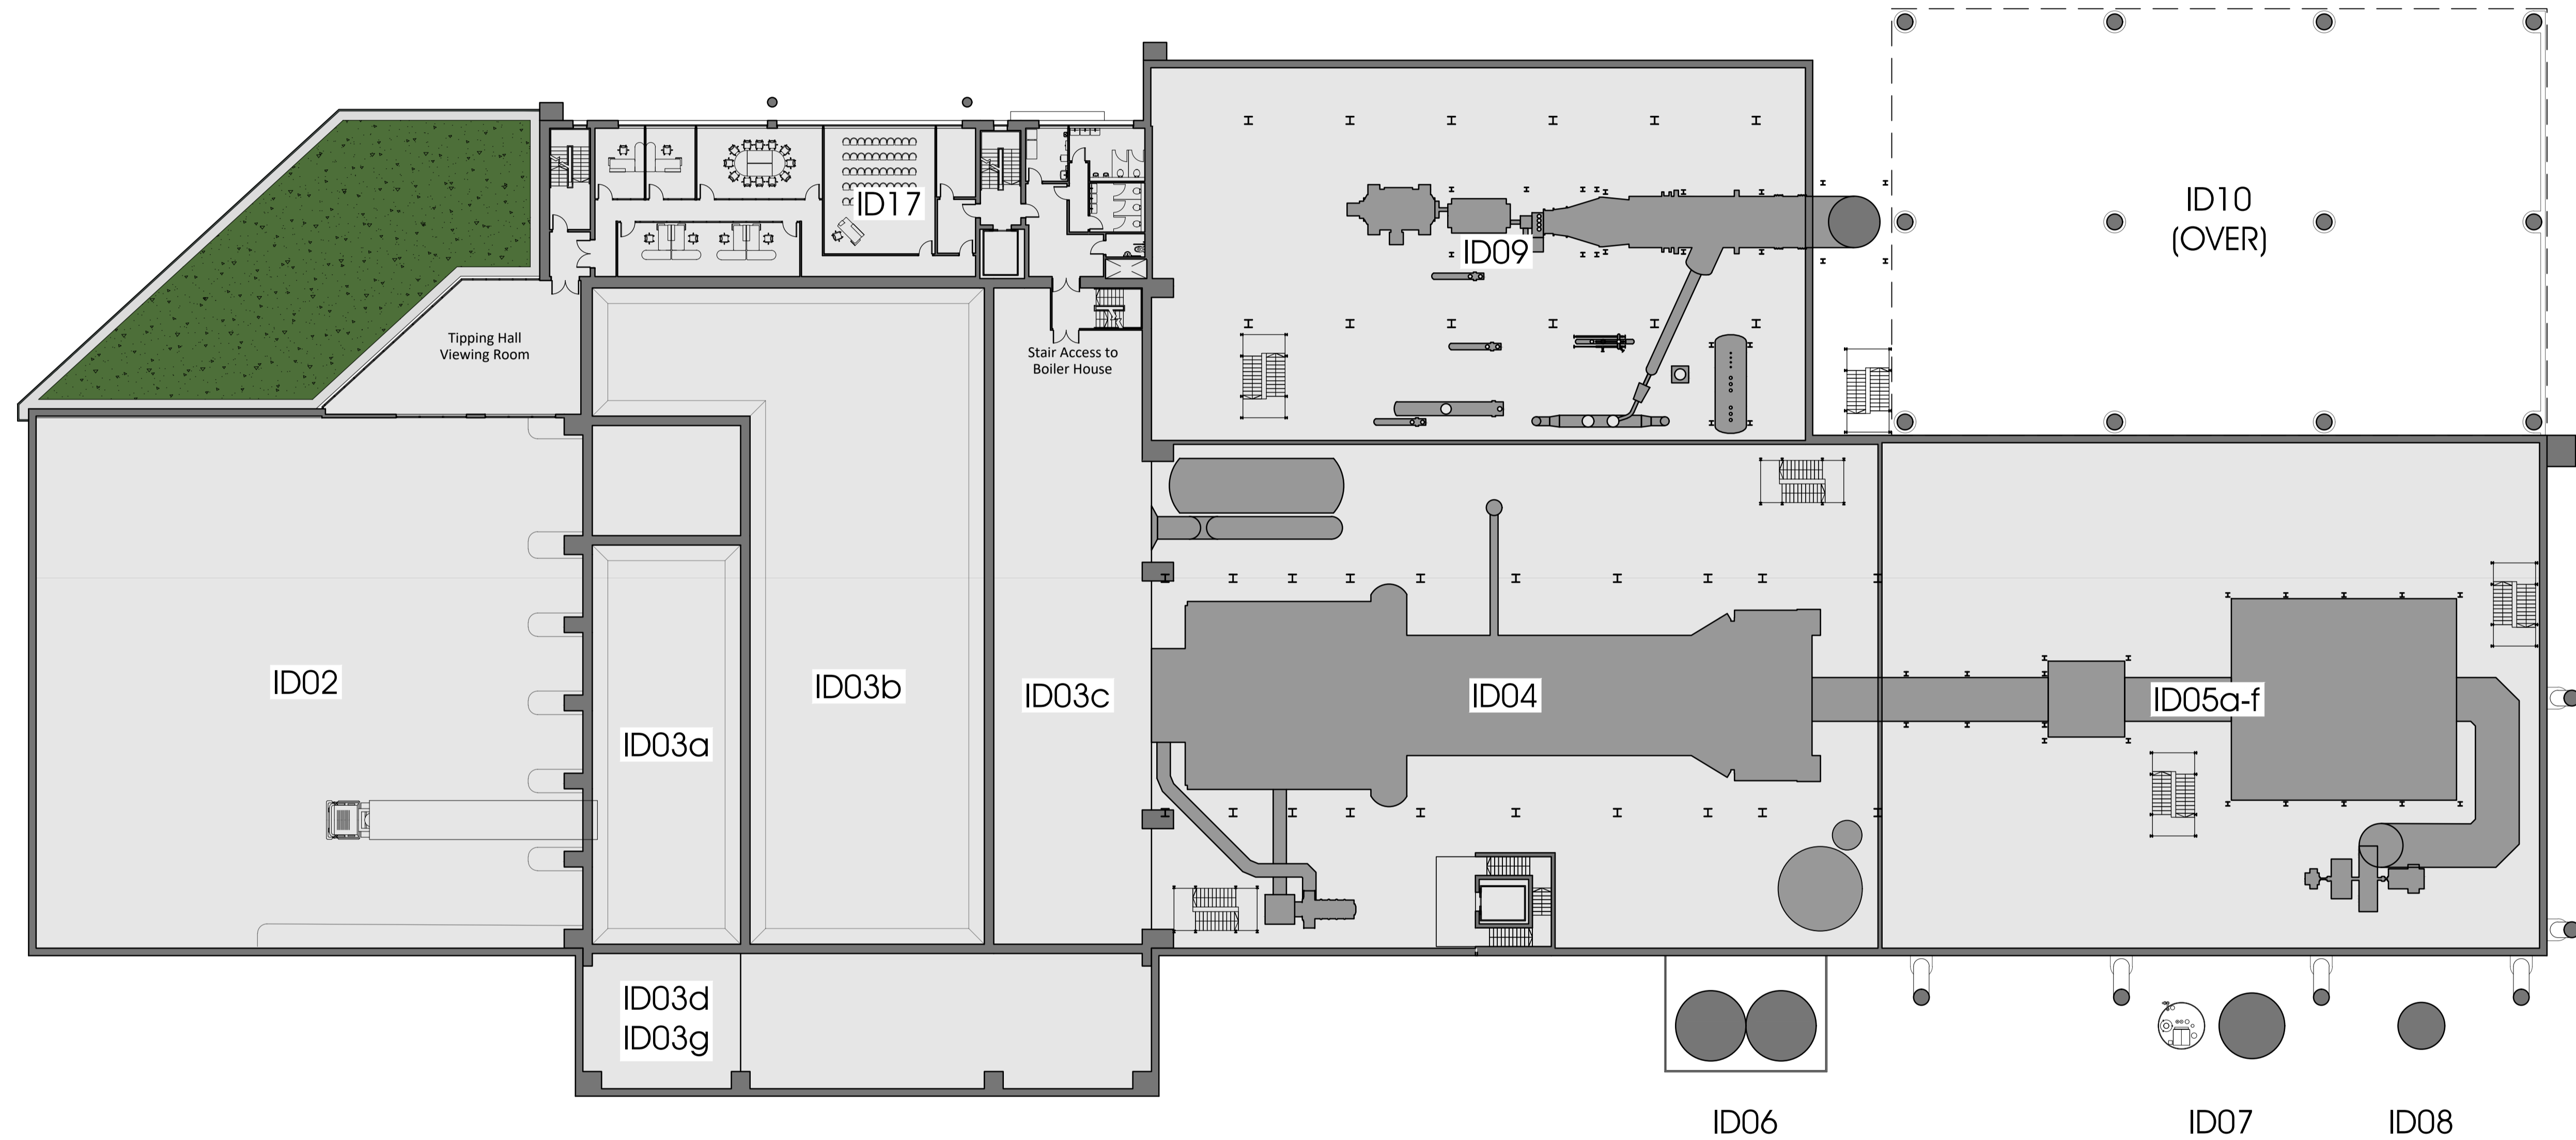 ID10
(OVER)
ID17
ID09
Tipping Hall
Viewing Room
Stair Access to
Boiler House
ID02
ID03b
ID03c
ID04
ID05a-f
ID03a
ID03d
ID03g
ID06
ID07
ID08